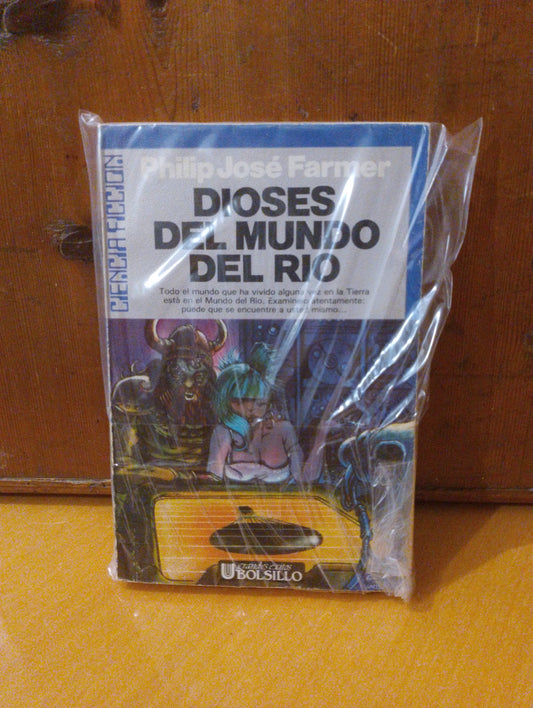 Philip José Farmer
CIENCIA FICCION
DIOSES
DEL MUNDO
DEL RIO
Todo el mundo que ha vivido alguna vez en la Tierra
está en el Mundo del Río. Examínelo atentamente:
puede que se encuentre a usted mismo...
grandes éxitos
BOLSILLO